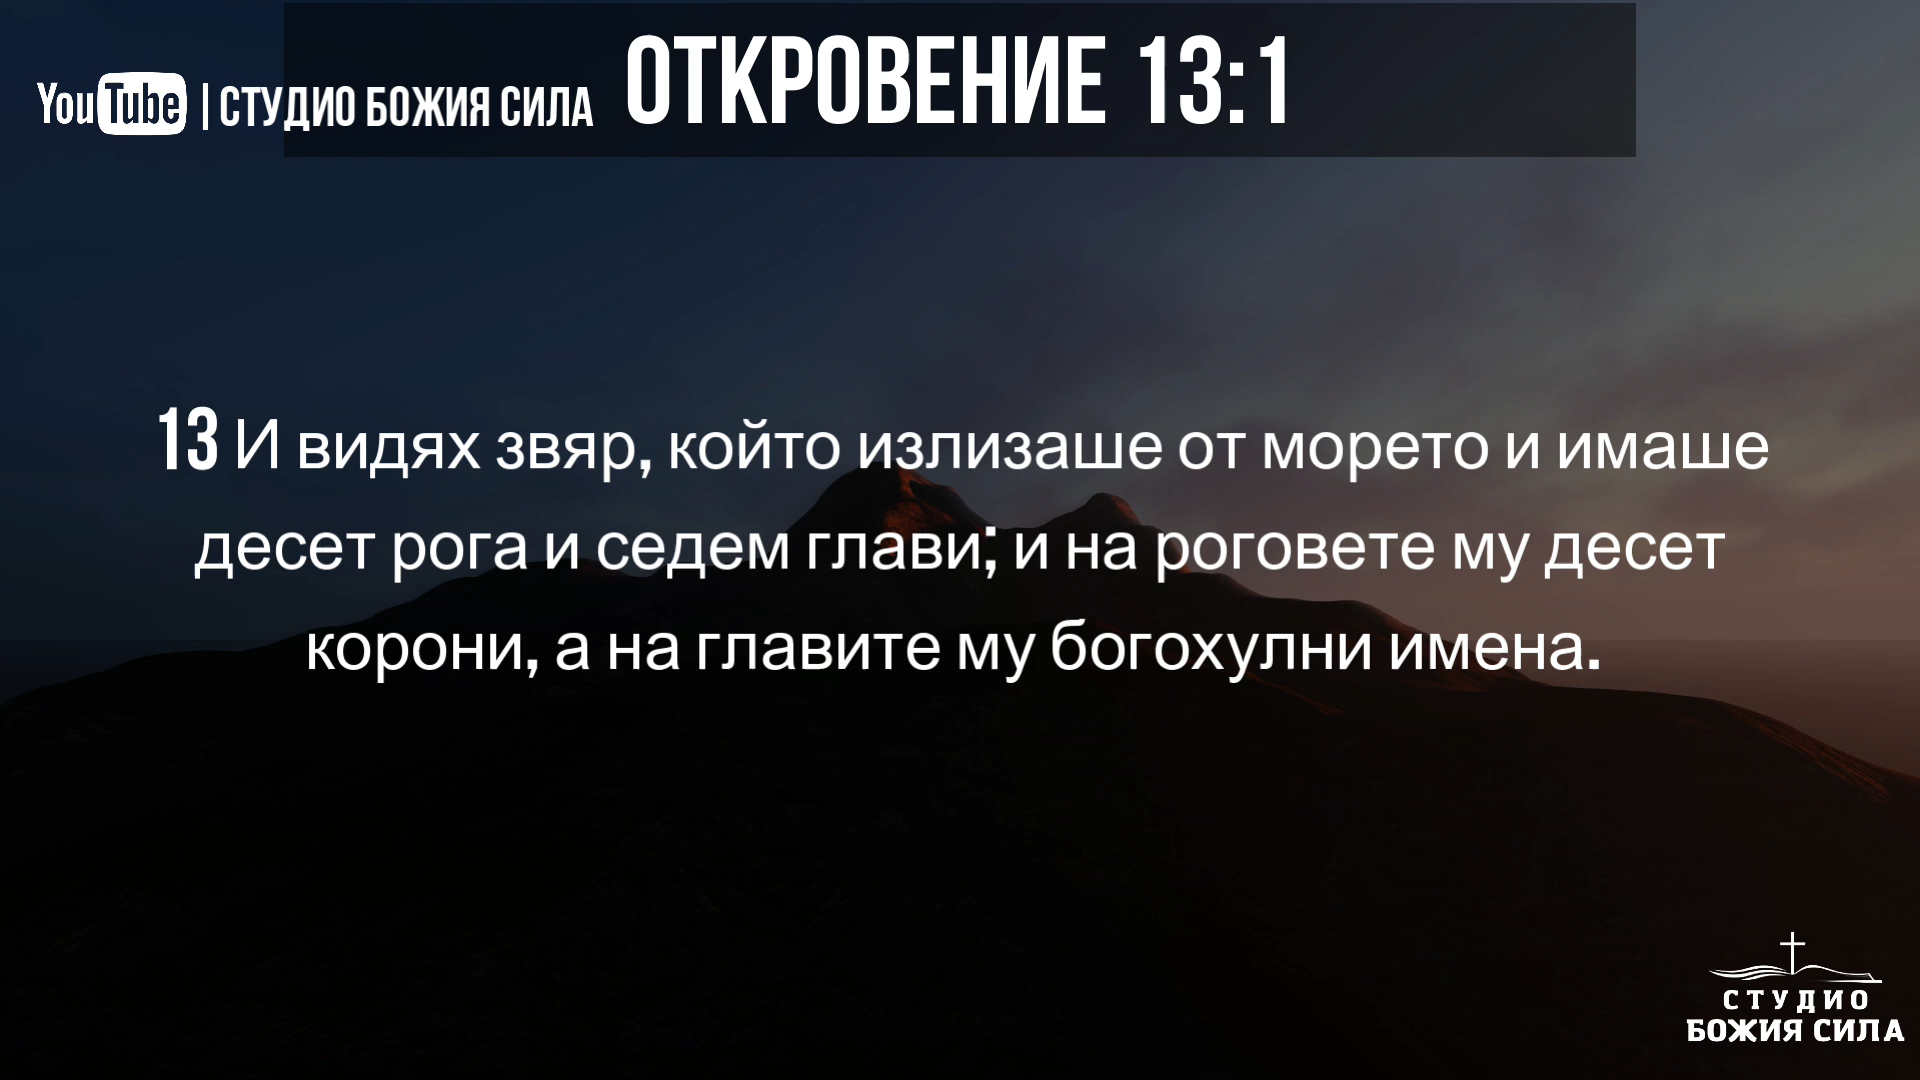 ОТКРОВЕНИЕ 13:1
YouTube | СТУДИО БОЖИЯ СИЛА
13 И видях звяр, който излизаше от морето и имаше
десет рога и седем глави; и на роговете му десет
корони, а на главите му богохулни имена.
СТУДИО
БОЖИЯ СИЛА